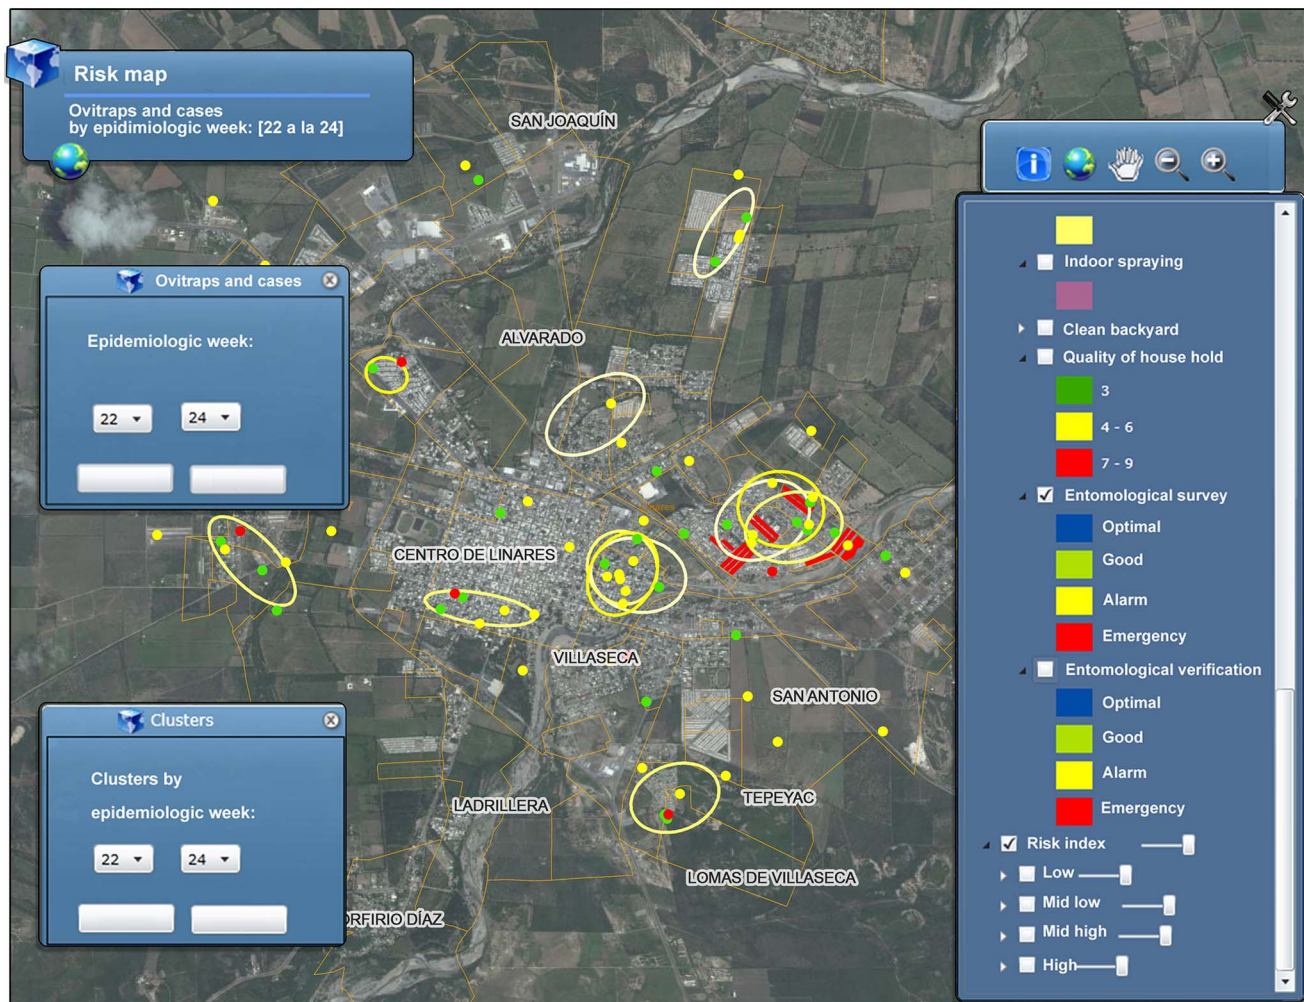 Risk map
Ovitraps and cases
by epidimiologic week: [22 a la 24]
SAN JOAQUÍN
Ovitraps and cases
Epidemiologic week:
22
24
ALVARADO
CENTRO DE LINARES
VILLASECA
SAN ANTONIO
Clusters
Clusters by
epidemiologic week:
22
24
LADRILLERA
TEPEYAC
LOMAS DE VILLASECA
ORFIRIO DÍAZ
Indoor spraying
Clean backyard
Quality of house hold
3
4 - 6
7 - 9
Entomological survey
Optimal
Good
Alarm
Emergency
Entomological verification
Optimal
Good
Alarm
Emergency
Risk index
Low
Mid low
Mid high
High